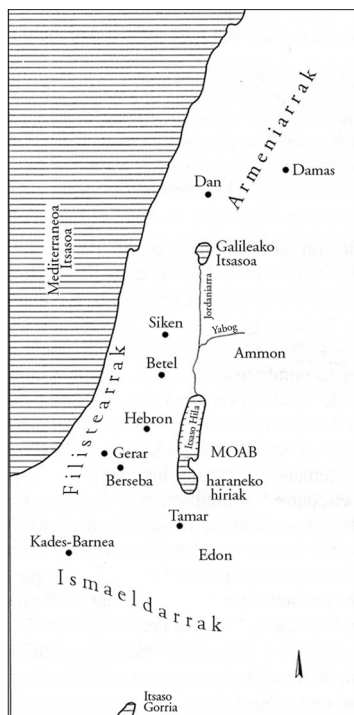 Armeniarrak
Damas
Dan
Mediterraneoa
Itsasoa
Galileako
Itsasoa
Jordaniarra
Siken
Yabog
Ammon
Betel
Filistearrak
Hebron
Itsaso Hila
Gerar
MOAB
Berseba
haraneko
hiriak
Tamar
Kades-Barnea
Edon
Ismaeldarrak
Itsaso
Gorria